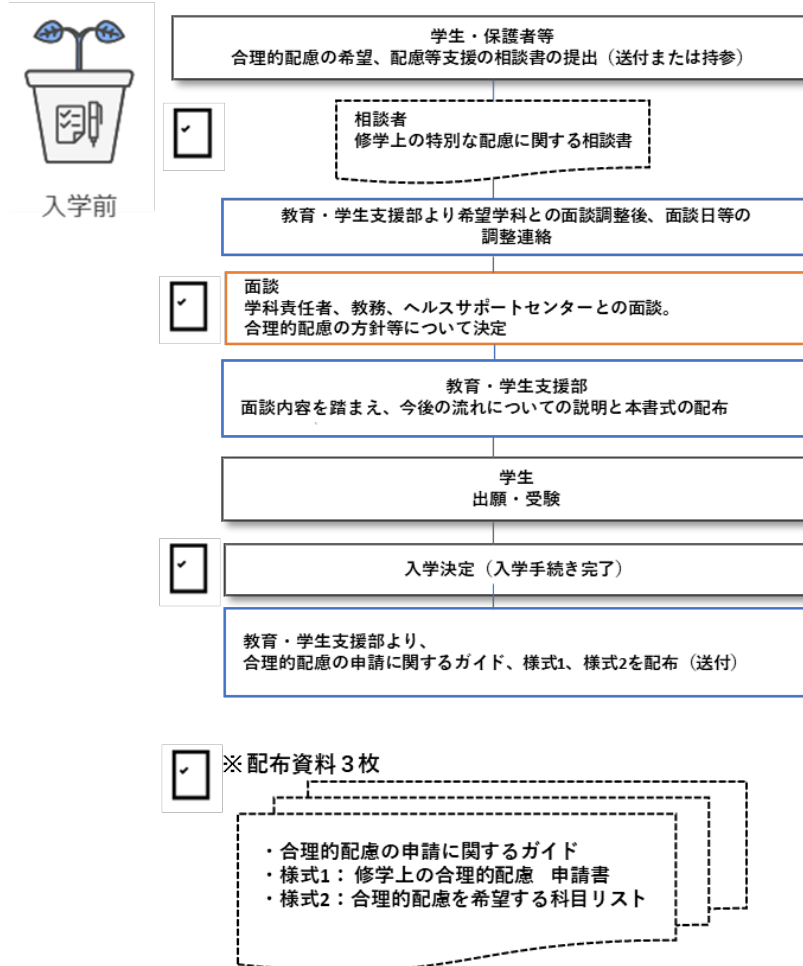 学生・保護者等
合理的配慮の希望、配慮等支援の相談書の提出（送付または持参）
相談者
修学上の特別な配慮に関する相談書
入学前
教育・学生支援部より希望学科との面談調整後、面談日等の
調整連絡
面談
学科責任者、教務、ヘルスサポートセンターとの面談。
合理的配慮の方針等について決定
教育・学生支援部
面談内容を踏まえ、今後の流れについての説明と本書式の配布
学生
出願・受験
入学決定（入学手続き完了）
教育・学生支援部より、
合理的配慮の申請に関するガイド、様式1、様式2を配布（送付）
※配布資料３枚
・合理的配慮の申請に関するガイド
・様式1： 修学上の合理的配慮　申請書
・様式2：合理的配慮を希望する科目リスト